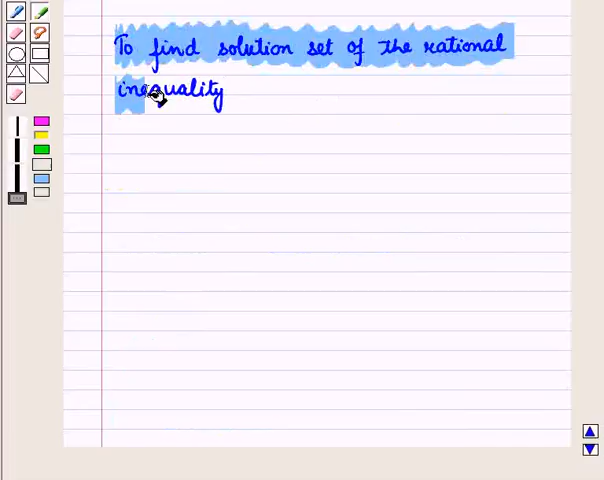 To find solution set of the rational
inequality